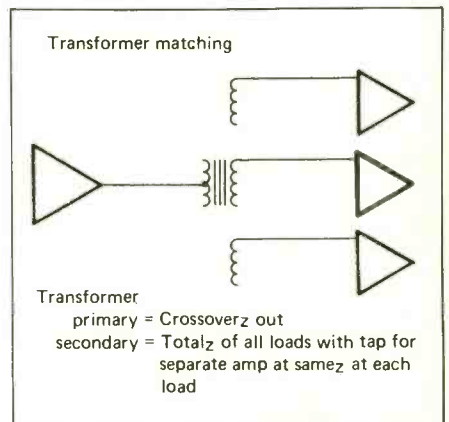 Transformer matching
Transformer
primary = Crossoverz out
secondary = Totalz of all loads with tap for
separate amp at samez at each
load